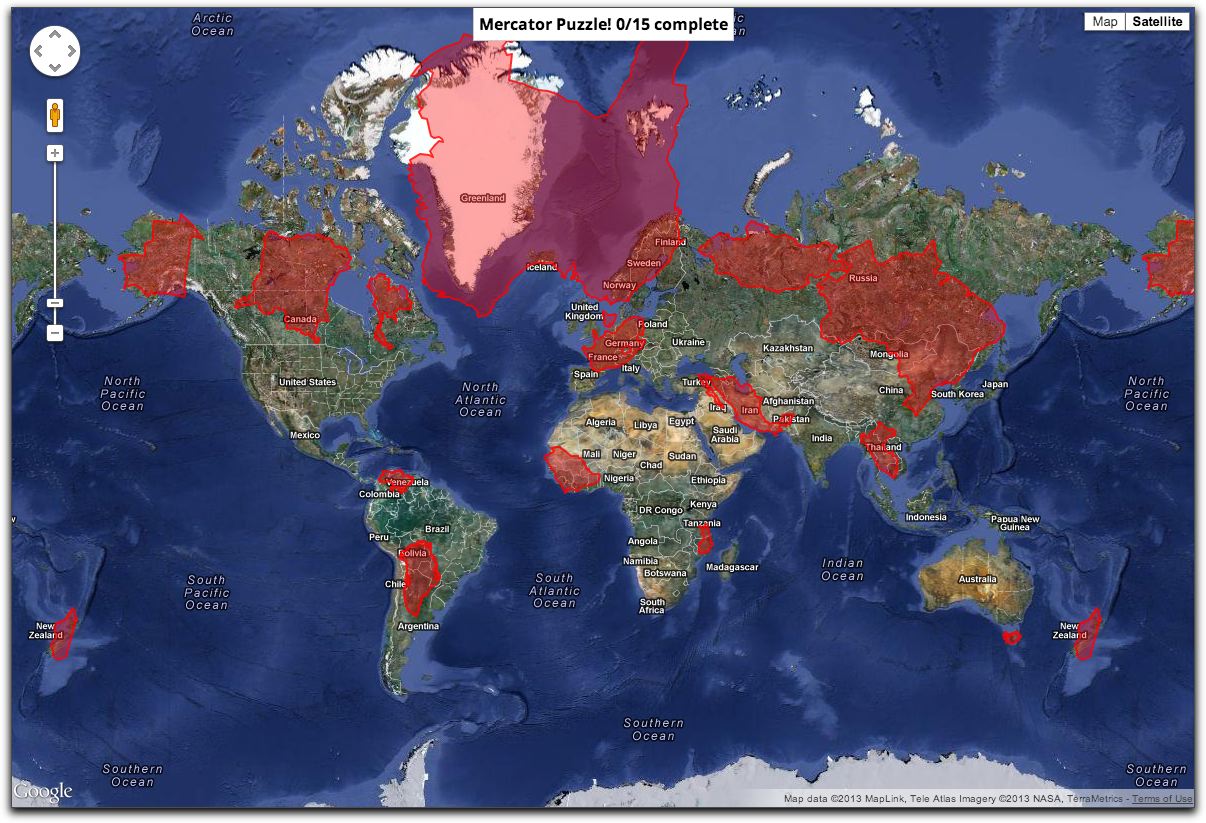 Arctic
Ocean
Mercator Puzzle! 0/15 complete
Map
Satellite
Greenland
Finland
Iceland
Sweden
Norway
Russia
Canada
United
Kingdom
Poland
Ukraine
Germany
France
Kazakhstan
Mongolia
Spain
Italy
United States
Turkey
China
Japan
South Korea
North
Pacific
Ocean
North
Atlantic
Ocean
Iraq
Iran
Afghanistan
Pakistan
North
Pacific
Ocean
Algeria
Libya
Egypt
Saudi
Arabia
India
Mexico
Thailand
Mali
Niger
Chad
Sudan
Nigeria
Ethiopia
Venezuela
Colombia
Kenya
DR Congo
Tanzania
Indonesia
Papua New
Guinea
Brazil
Peru
Angola
Bolivia
Namibia
Botswana
Madagascar
Indian
Ocean
Australia
Chile
South
Pacific
Ocean
South
Atlantic
Ocean
South
Africa
Argentina
New
Zealand
New
Zealand
Southern
Ocean
Southern
Ocean
Southern
Ocean
Google
Map data ©2013 MapLink, Tele Atlas Imagery ©2013 NASA, TerraMetrics - Terms of Use